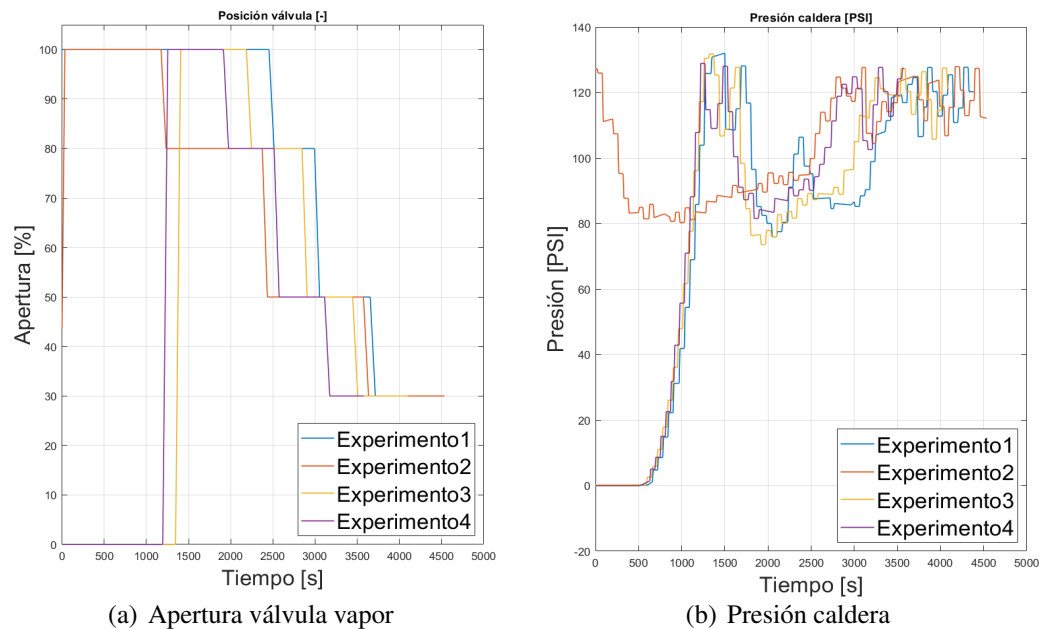 Posición válvula [-]
100
90
80
70
60
50
40
30
20
10
0
Apertura [%]
0 500 1000 1500 2000 2500 3000 3500 4000 4500 5000
Tiempo [s]
Experimento1
Experimento2
Experimento3
Experimento4
(a) Apertura válvula vapor
Presión caldera [PSI]
140
120
100
80
60
40
20
0
-20
Presión [PSI]
0 500 1000 1500 2000 2500 3000 3500 4000 4500 5000
Tiempo [s]
Experimento1
Experimento2
Experimento3
Experimento4
(b) Presión caldera